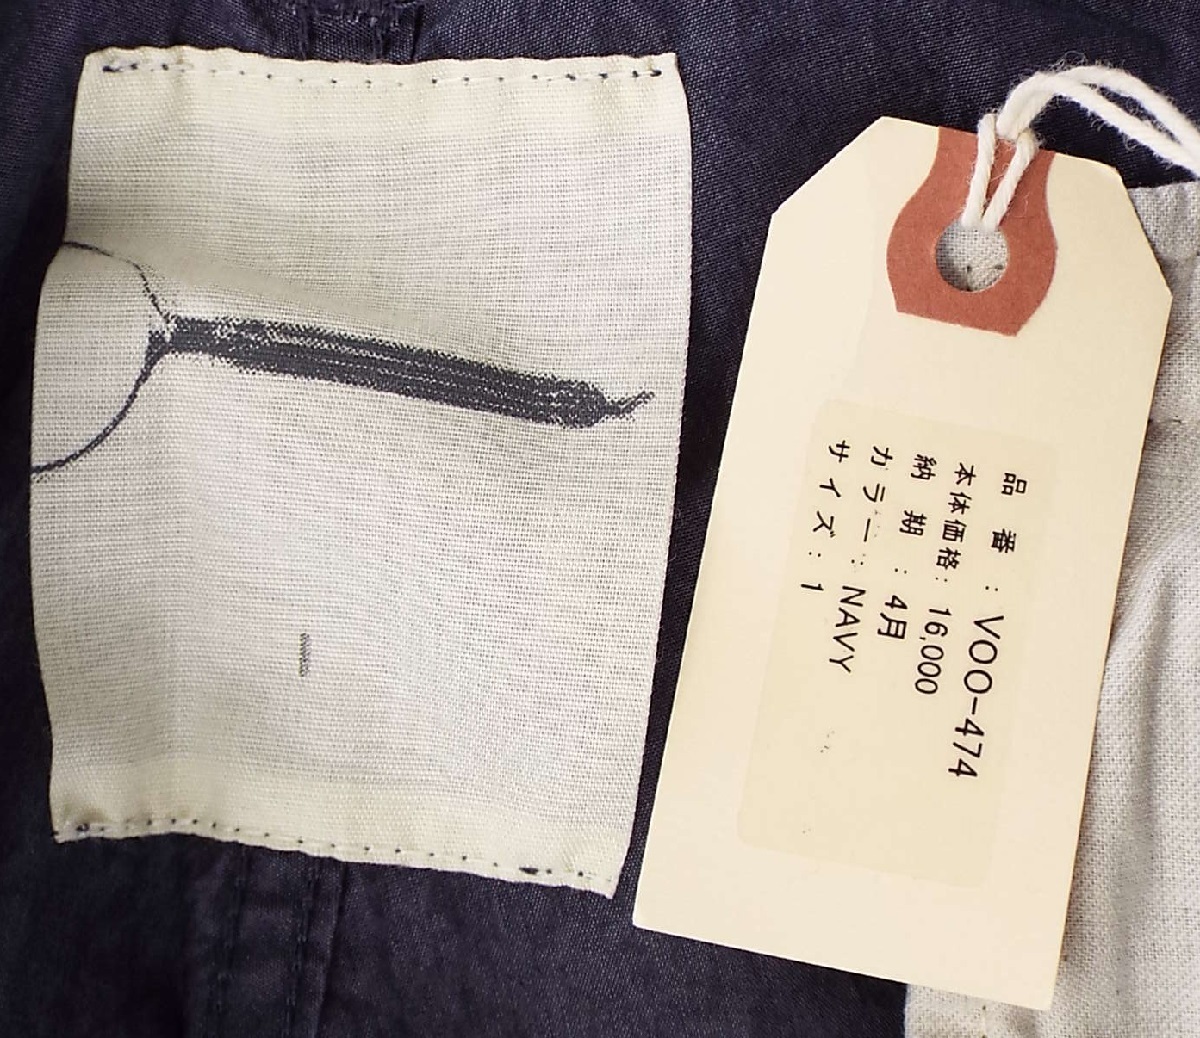 品番：VOO-474
本体価格：16,000
納期：4月
カラー：NAVY
サイズ：1